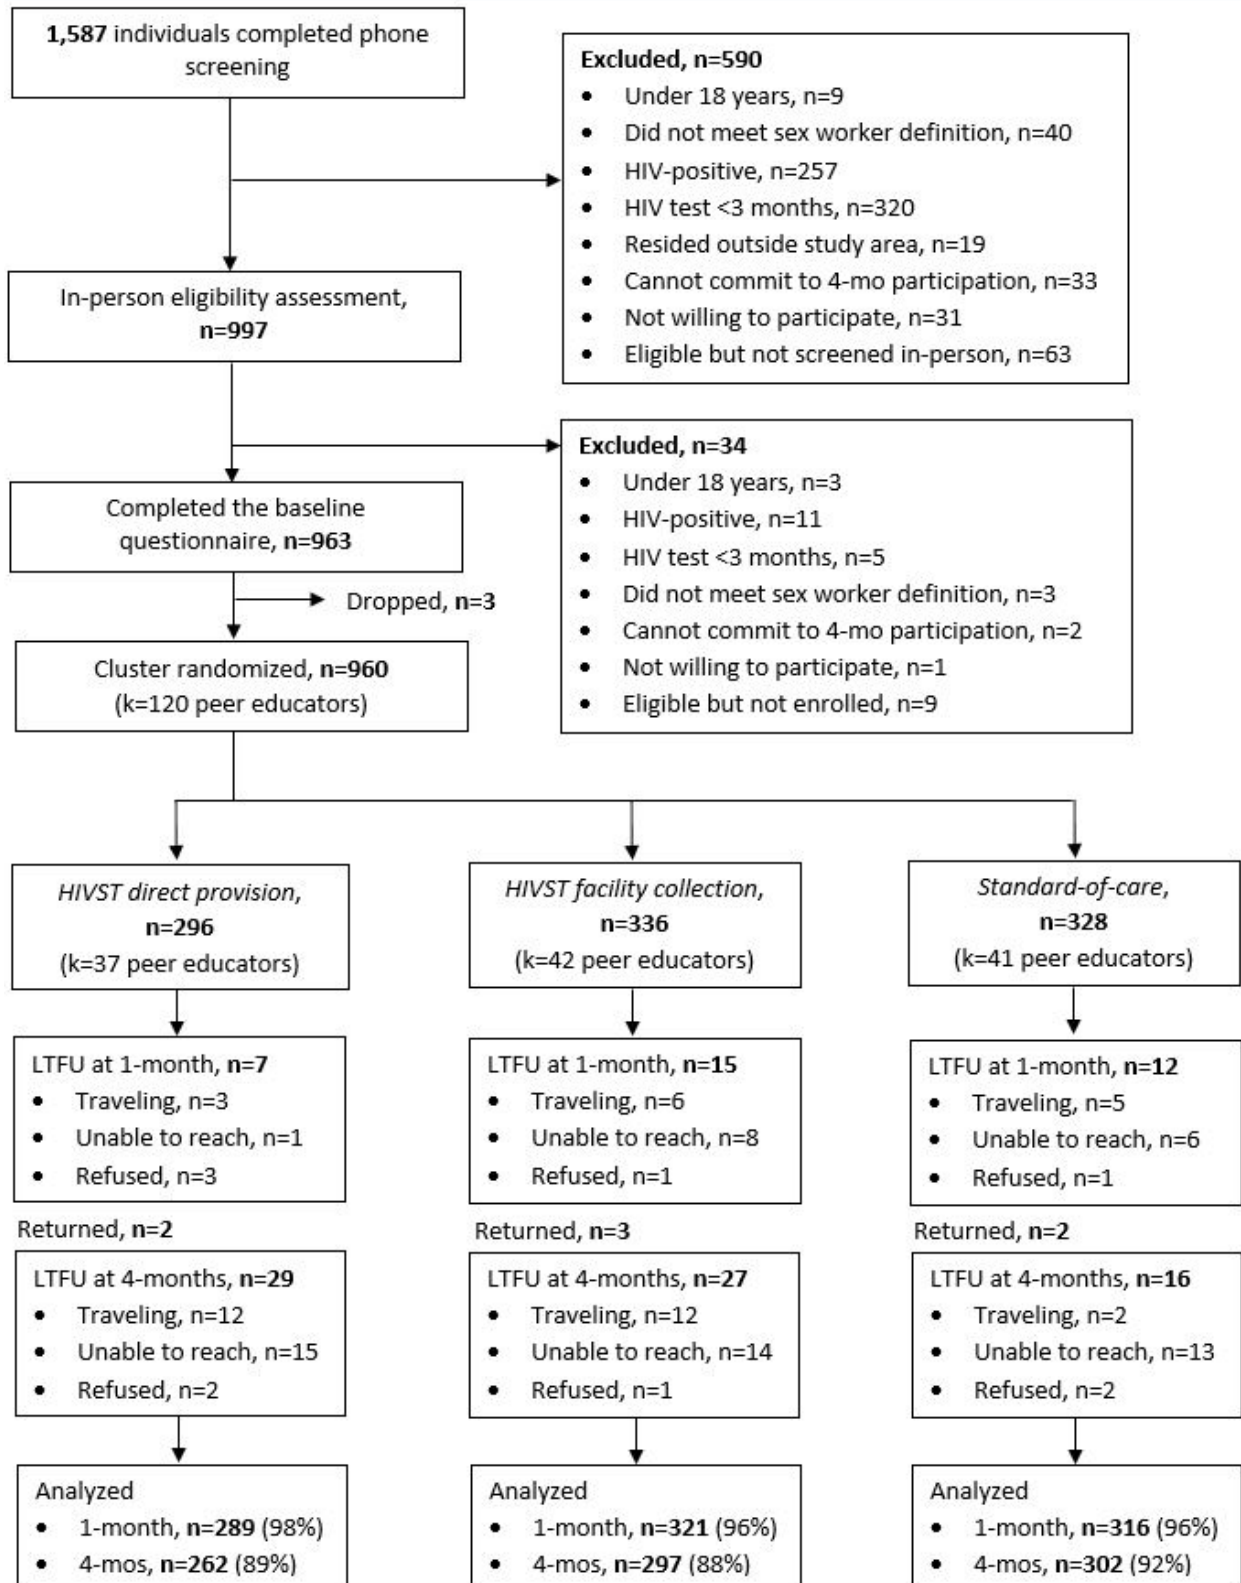 1,587 individuals completed phone
screening
Excluded, n=590
• Under 18 years, n=9
• Did not meet sex worker definition, n=40
• HIV-positive, n=257
• HIV test <3 months, n=320
• Resided outside study area, n=19
• Cannot commit to 4-mo participation, n=33
• Not willing to participate, n=31
• Eligible but not screened in-person, n=63
In-person eligibility assessment,
n=997
Excluded, n=34
• Under 18 years, n=3
• HIV-positive, n=11
• HIV test <3 months, n=5
• Did not meet sex worker definition, n=3
• Cannot commit to 4-mo participation, n=2
• Not willing to participate, n=1
• Eligible but not enrolled, n=9
Completed the baseline
questionnaire, n=963
Dropped, n=3
Cluster randomized, n=960
(k=120 peer educators)
HIVST direct provision,
n=296
(k=37 peer educators)
HIVST facility collection,
n=336
(k=42 peer educators)
Standard-of-care,
n=328
(k=41 peer educators)
LTFU at 1-month, n=7
• Traveling, n=3
• Unable to reach, n=1
• Refused, n=3
LTFU at 1-month, n=15
• Traveling, n=6
• Unable to reach, n=8
• Refused, n=1
LTFU at 1-month, n=12
• Traveling, n=5
• Unable to reach, n=6
• Refused, n=1
Returned, n=2
Returned, n=3
Returned, n=2
LTFU at 4-months, n=29
• Traveling, n=12
• Unable to reach, n=15
• Refused, n=2
LTFU at 4-months, n=27
• Traveling, n=12
• Unable to reach, n=14
• Refused, n=1
LTFU at 4-months, n=16
• Traveling, n=2
• Unable to reach, n=13
• Refused, n=2
Analyzed
• 1-month, n=289 (98%)
• 4-mos, n=262 (89%)
Analyzed
• 1-month, n=321 (96%)
• 4-mos, n=297 (88%)
Analyzed
• 1-month, n=316 (96%)
• 4-mos, n=302 (92%)